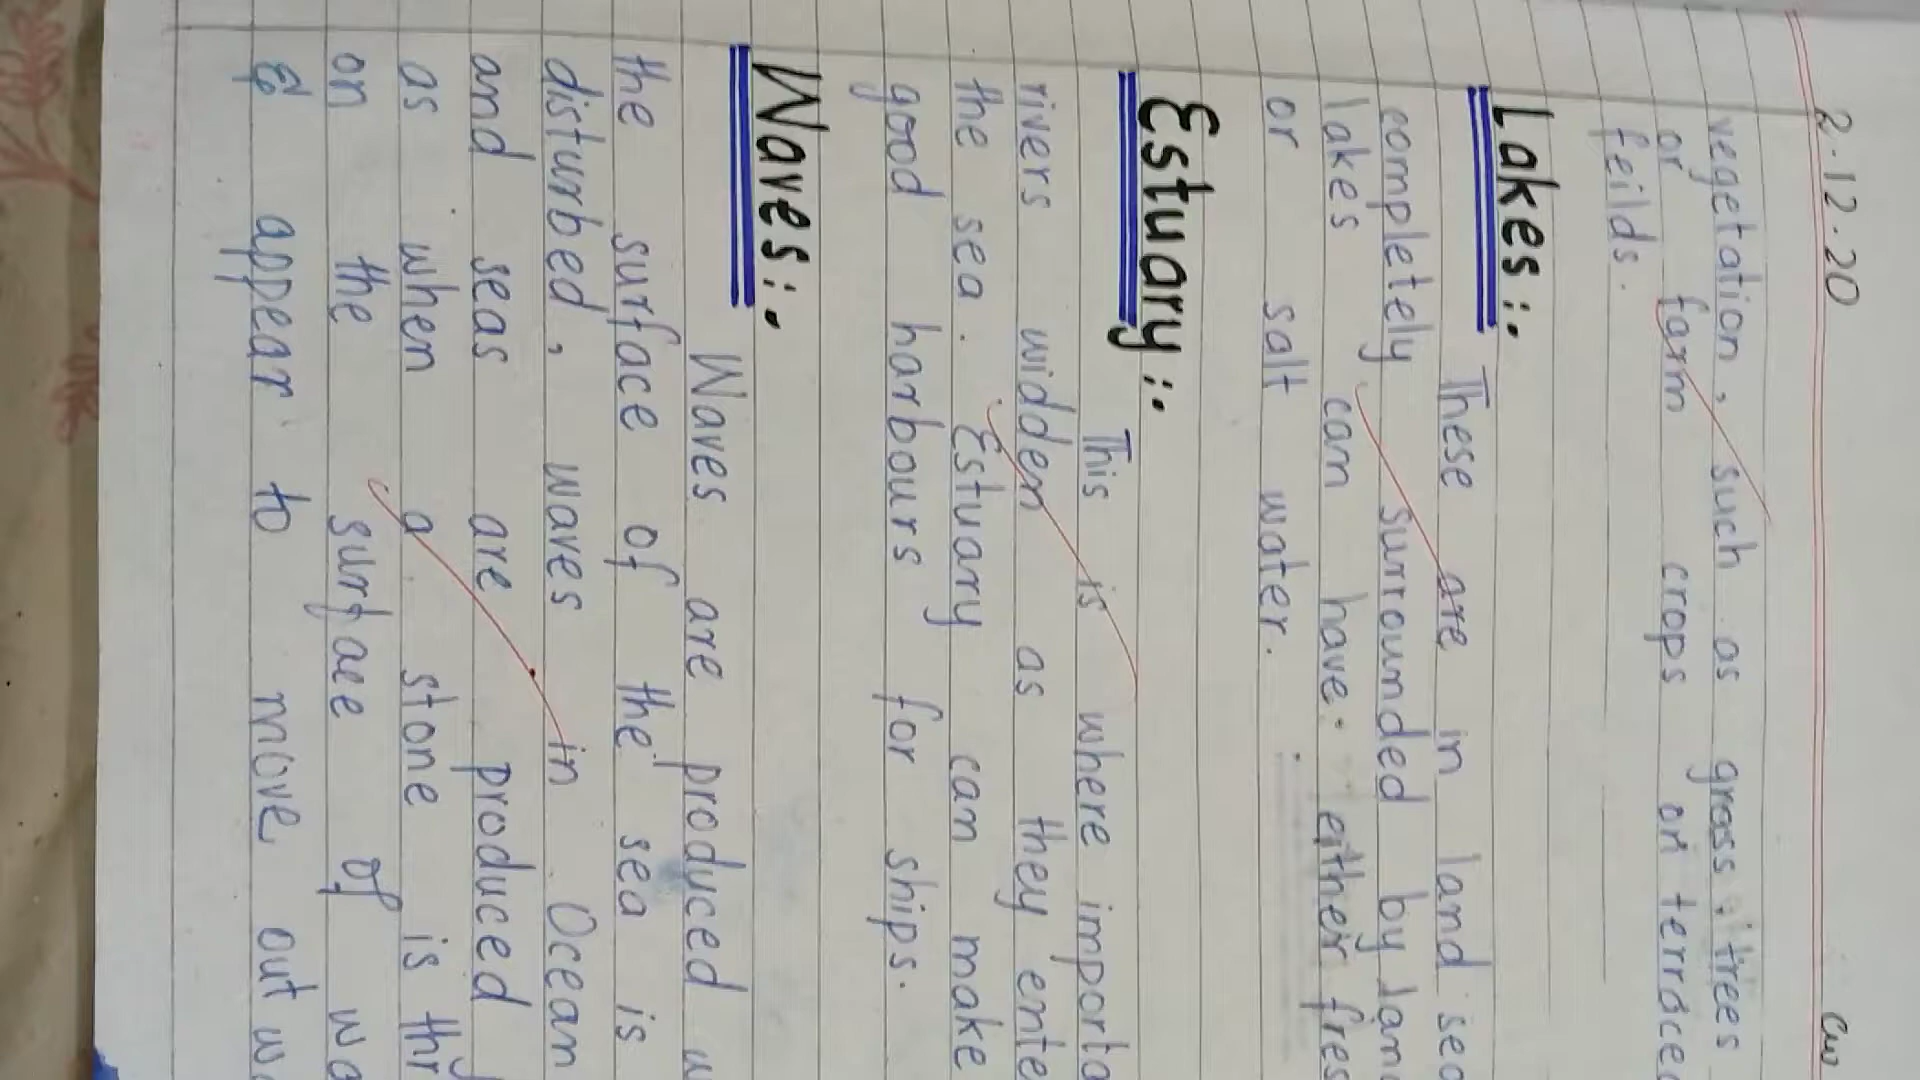 2.12.20 cw
vegetation, such as grass, trees
or farm crops on terrace
feilds.
Lakes:.
These are in land sea
completely surrounded by lan
lakes can have either fres
or salt water.
Estuary:.
This is where importa
rivers widden as they ente
the sea. Estuary can make
good harbours for ships.
Waves:.
Waves are produced w
the surface of the sea is
disturbed, waves in Ocean
and seas are produced
as when a stone is thr
on the surface of wa
appear to move out w